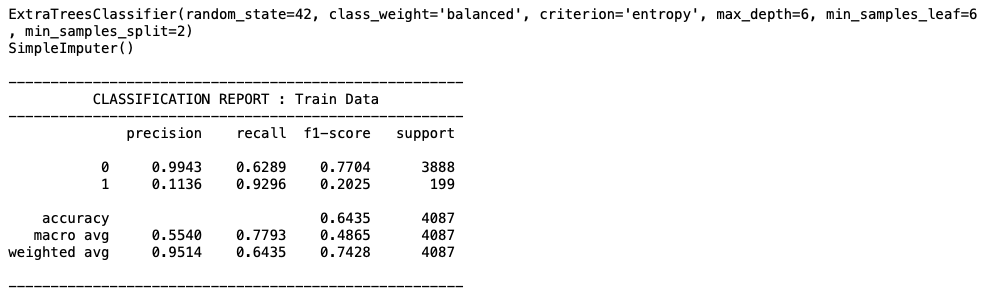 ExtraTreesClassifier(random_state=42, class_weight='balanced', criterion='entropy', max_depth=6, min_samples_leaf=6
, min_samples_split=2)
SimpleImputer()
------------------------------------------------------
CLASSIFICATION REPORT : Train Data
------------------------------------------------------
precision recall f1-score support
0 0.9943 0.6289 0.7704 3888
1 0.1136 0.9296 0.2025 199
accuracy 0.6435 4087
macro avg 0.5540 0.7793 0.4865 4087
weighted avg 0.9514 0.6435 0.7428 4087
------------------------------------------------------